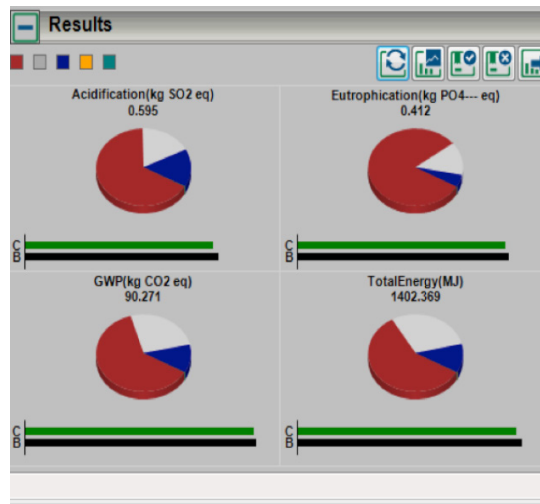 Results
Acidification(kg SO2 eq)
0.595
Eutrophication(kg PO4--- eq)
0.412
C
B
C
B
GWP(kg CO2 eq)
90.271
TotalEnergy(MJ)
1402.369
C
B
C
B